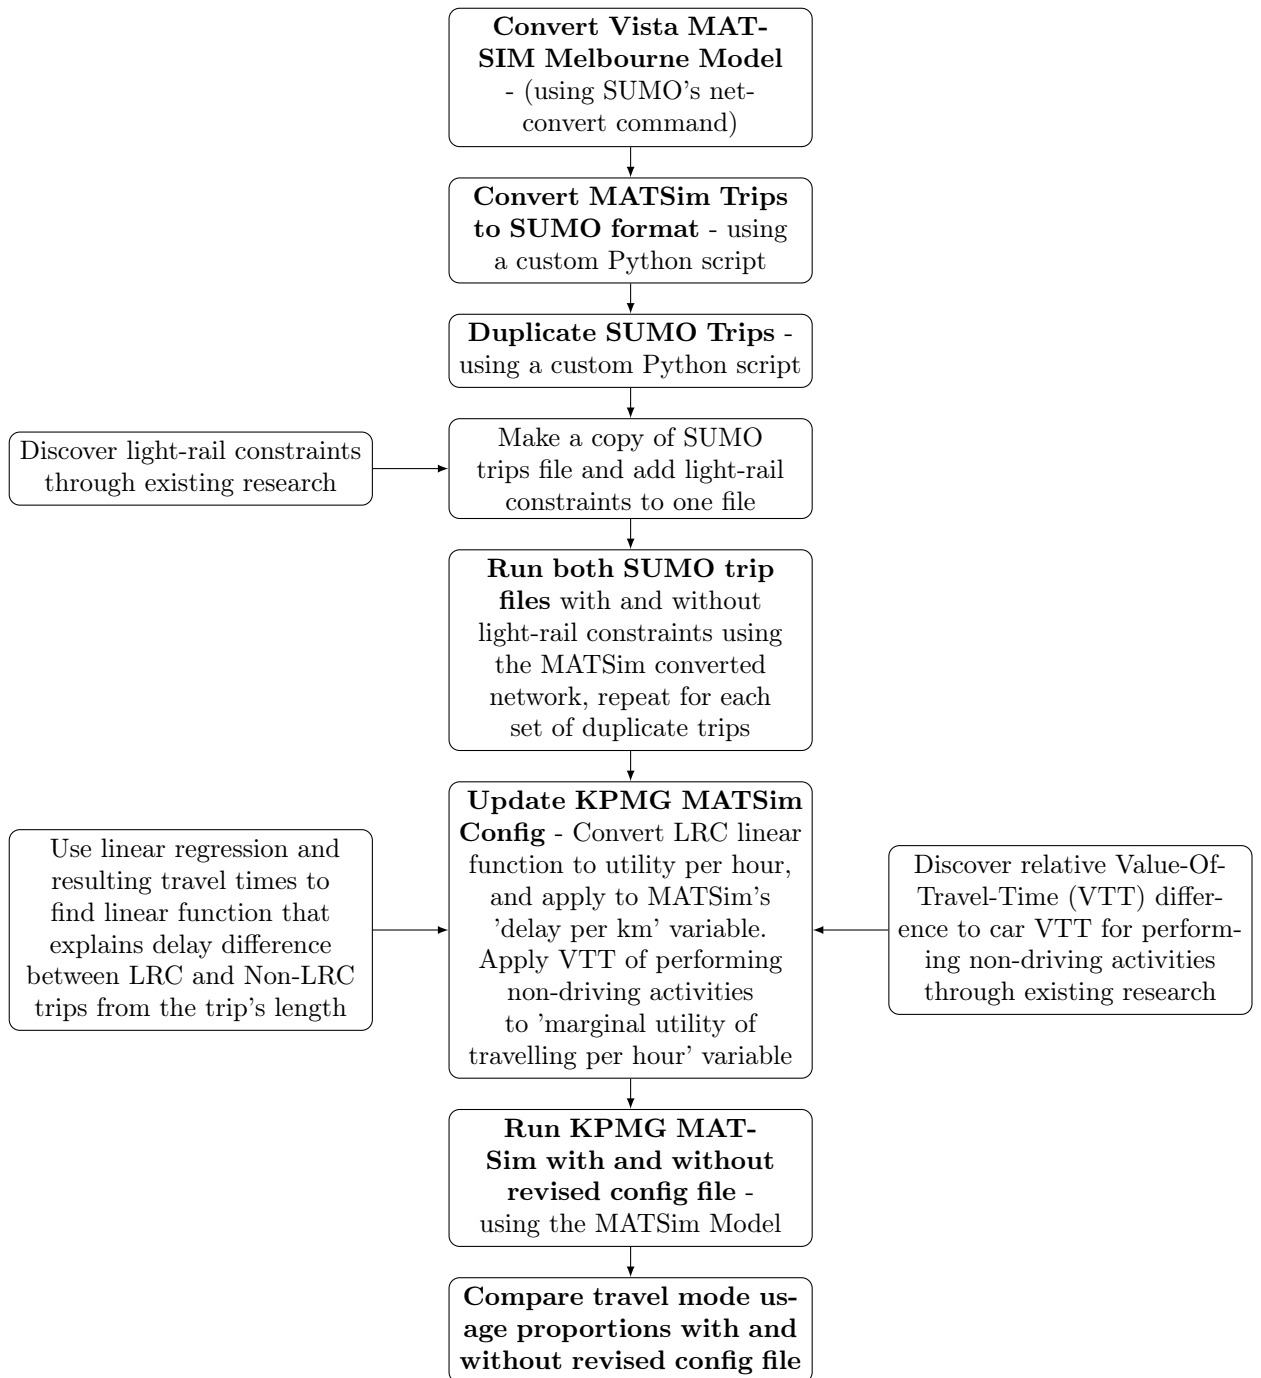 Convert Vista MAT-
SIM Melbourne Model
- (using SUMO's net-
convert command)
Convert MATSim Trips
to SUMO format - using
a custom Python script
Duplicate SUMO Trips -
using a custom Python script
Discover light-rail constraints
through existing research
Make a copy of SUMO
trips file and add light-rail
constraints to one file
Run both SUMO trip
files with and without
light-rail constraints using
the MATSim converted
network, repeat for each
set of duplicate trips
Use linear regression and
resulting travel times to
find linear function that
explains delay difference
between LRC and Non-LRC
trips from the trip's length
Update KPMG MATSim
Config - Convert LRC linear
function to utility per hour,
and apply to MATSim's
'delay per km' variable.
Apply VTT of performing
non-driving activities
to 'marginal utility of
travelling per hour' variable
Discover relative Value-Of-
Travel-Time (VTT) differ-
ence to car VTT for perform-
ing non-driving activities
through existing research
Run KPMG MAT-
Sim with and without
revised config file -
using the MATSim Model
Compare travel mode us-
age proportions with and
without revised config file